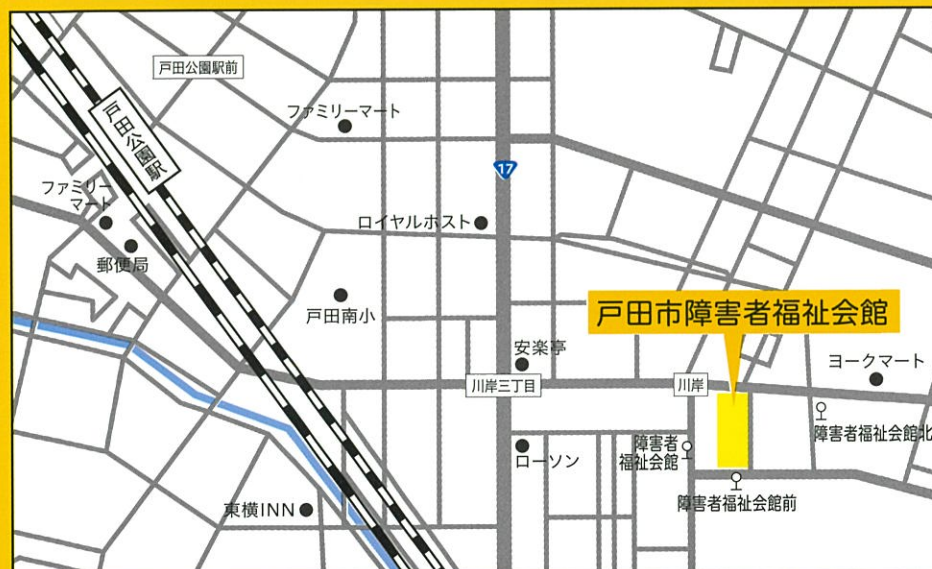 戸田公園駅前
ファミリーマート
戸田公園駅
17
ファミリー
マート
郵便局
ロイヤルホスト
戸田南小
戸田市障害者福祉会館
安楽亭
ヨークマート
川岸三丁目
川岸
障害者福祉会館北
障害者
福祉会館
ローソン
障害者福祉会館前
東横INN